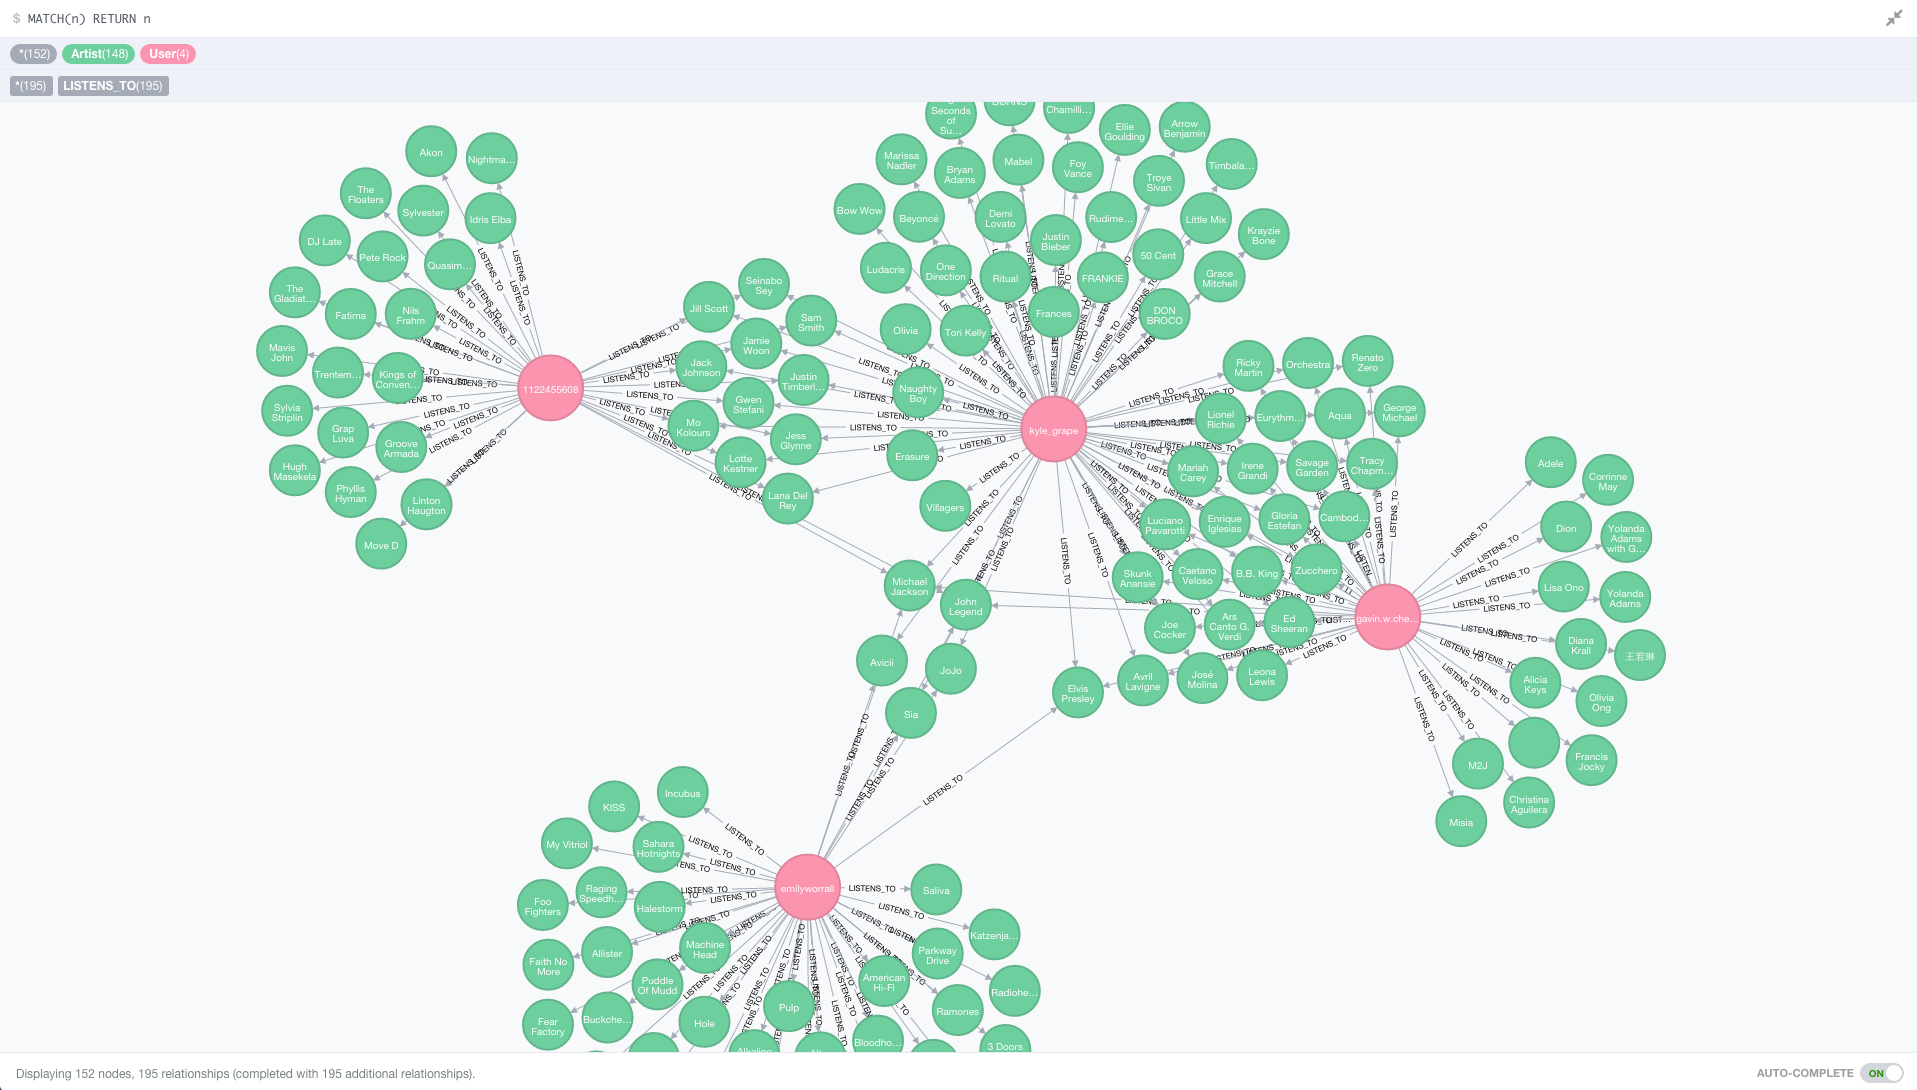 $ MATCH(n) RETURN n
*(152) Artist(148) User(4)
*(195) LISTENS_TO(195)
Akon
Nightma...
The
Floaters
Sylvester
Idris Elba
DJ Late
Pete Rock
Quasim...
The
Gladiat...
Fatima
Nils
Frahm
Mavis
John
Trentem...
Kings of
Conven...
Sylvia
Striplin
Grap
Luva
Groove
Armada
Hugh
Masekela
Phyllis
Hyman
Linton
Haugton
Move D
1122455608
LISTENS_TO
Seinabo
Sey
Jill Scott
Sam
Smith
Jamie
Woon
Jack
Johnson
Justin
Timberl...
Gwen
Stefani
Mo
Kolours
Jess
Glynne
Lotte
Kestner
Lana Del
Rey
Seconds
of
Su...
BØRNS
Chamilli...
Ellie
Goulding
Arrow
Benjamin
Marissa
Nadler
Bryan
Adams
Mabel
Foy
Vance
Troye
Sivan
Timbala...
Bow Wow
Beyoncé
Demi
Lovato
Justin
Bieber
Rudime...
Little Mix
Krayzie
Bone
Ludacris
One
Direction
Ritual
FRANKIE
50 Cent
Grace
Mitchell
Olivia
Tori Kelly
Frances
DON
BROCO
Naughty
Boy
kyle_grape
Erasure
Villagers
Ricky
Martin
Orchestra
Renato
Zero
Lionel
Richie
Eurythm...
Aqua
George
Michael
Mariah
Carey
Irene
Grandi
Savage
Garden
Tracy
Chapm...
Luciano
Pavarotti
Enrique
Iglesias
Gloria
Estefan
Cambod...
Skunk
Anansie
Caetano
Veloso
B.B. King
Zucchero
Joe
Cocker
Ars
Canto G.
Verdi
Ed
Sheeran
Avril
Lavigne
José
Molina
Leona
Lewis
Elvis
Presley
Michael
Jackson
John
Legend
Avicii
JoJo
Sia
gavin.w.che...
Adele
Corrinne
May
Dion
Yolanda
Adams
with G...
Lisa Ono
Yolanda
Adams
Diana
Krall
王若琳
Alicia
Keys
Olivia
Ong
M2J
Francis
Jocky
Christina
Aguilera
Misia
Incubus
KISS
My Vitriol
Sahara
Hotnights
emilyworrall
Foo
Fighters
Raging
Speedh...
Halestorm
Saliva
Faith No
More
Allister
Machine
Head
Katzenja...
Parkway
Drive
Puddle
Of Mudd
American
Hi-Fi
Radiohe...
Fear
Factory
Buckche...
Hole
Pulp
Ramones
Bloodho...
3 Doors
Alkaline
Displaying 152 nodes, 195 relationships (completed with 195 additional relationships).
AUTO-COMPLETE ON